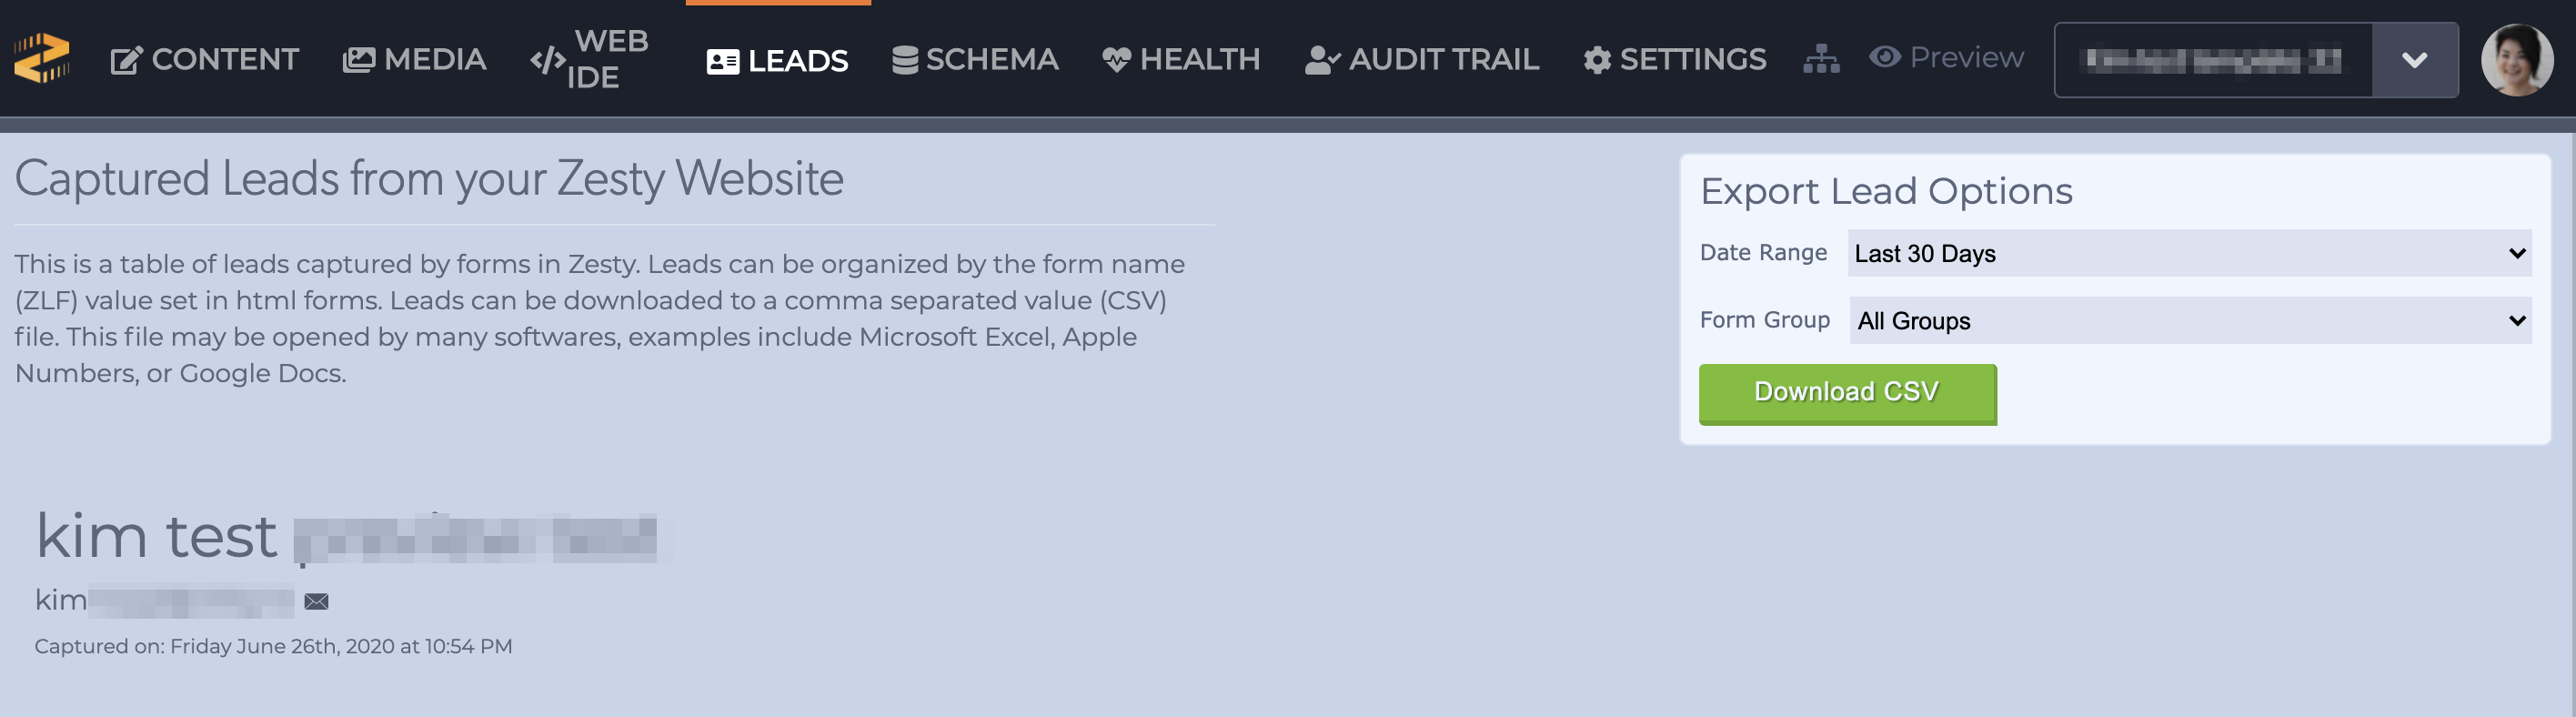 CONTENT MEDIA WEB IDE LEADS SCHEMA HEALTH AUDIT TRAIL SETTINGS Preview
Captured Leads from your Zesty Website
This is a table of leads captured by forms in Zesty. Leads can be organized by the form name
(ZLF) value set in html forms. Leads can be downloaded to a comma separated value (CSV)
file. This file may be opened by many softwares, examples include Microsoft Excel, Apple
Numbers, or Google Docs.
Export Lead Options
Date Range Last 30 Days
Form Group All Groups
Download CSV
kim test
kim
Captured on: Friday June 26th, 2020 at 10:54 PM